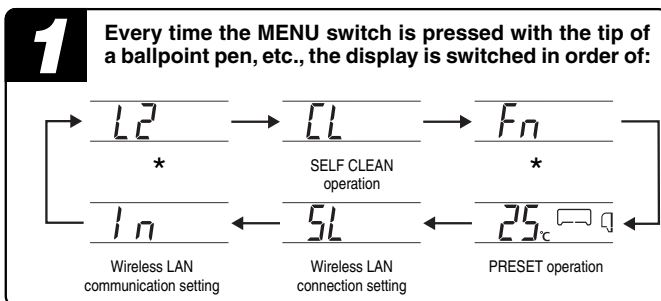 1
Every time the MENU switch is pressed with the tip of
a ballpoint pen, etc., the display is switched in order of:
L2 CL Fn
* SELF CLEAN *
operation
In SL 25°C
Wireless LAN Wireless LAN PRESET operation
communication setting connection setting